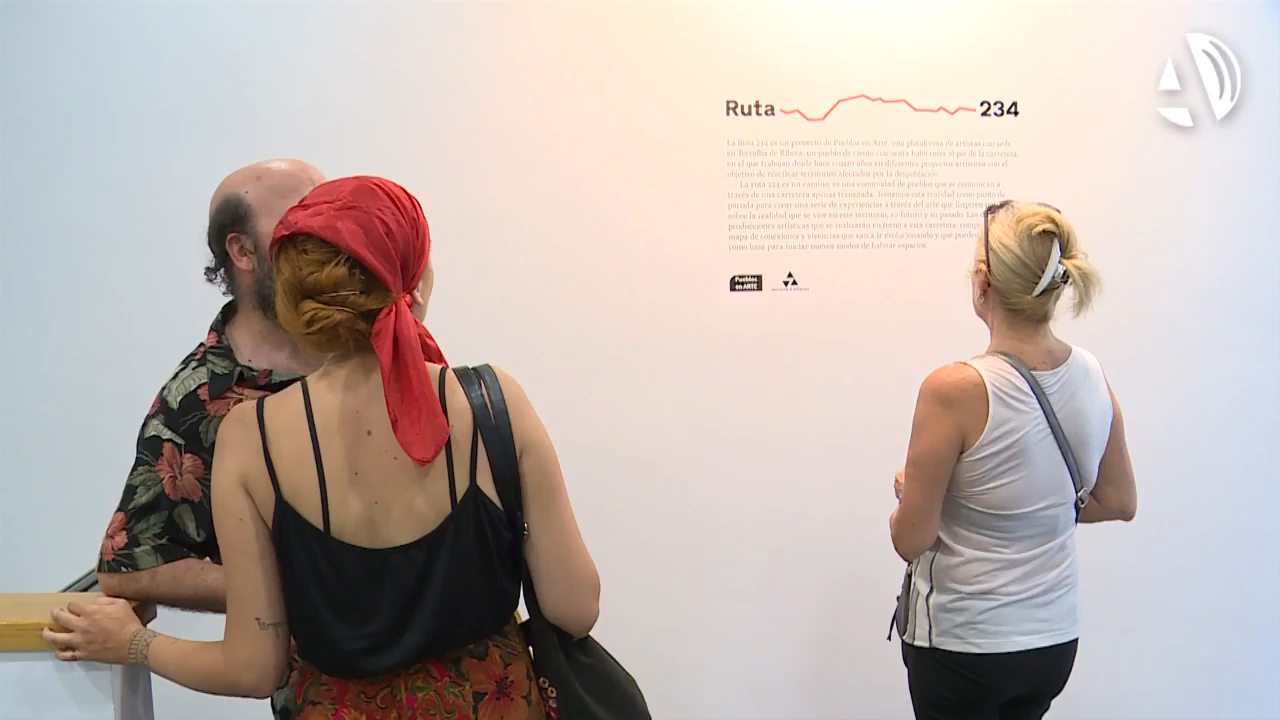 Ruta 234
La Ruta 234 es un proyecto de Pueblos en Arte, una plataforma de artistas con sede
en Torralba de Ribota, un pueblo de ciento cincuenta habitantes al pie de la carretera,
en el que trabajan desde hace cuatro años en diferentes proyectos artísticos con el
objetivo de reactivar territorios afectados por la despoblación.
La ruta 234 es un camino, es una comunidad de pueblos que se comunican a
través de una carretera apenas transitada. Tomamos esta realidad como punto de
partida para crear una serie de experiencias a través del arte que inspiren
sobre la realidad que se vive en este territorio, su futuro y su pasado. Las
producciones artísticas que se realizarán en torno a esta carretera,
mapa de conexiones y vivencias que van a ir evolucionando y que pueden
como base para iniciar nuevos modos de habitar espacios.
Pueblos
en ARTE